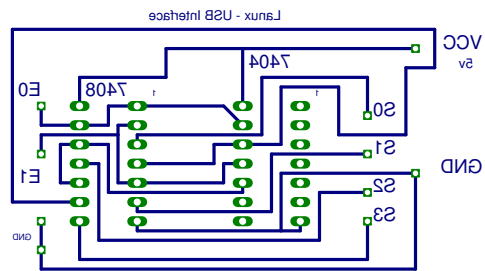 Lanux - USB Interface
VCC
5v
7404
7408
E0
1
1
S0
S1
GND
E1
S2
S3
GND